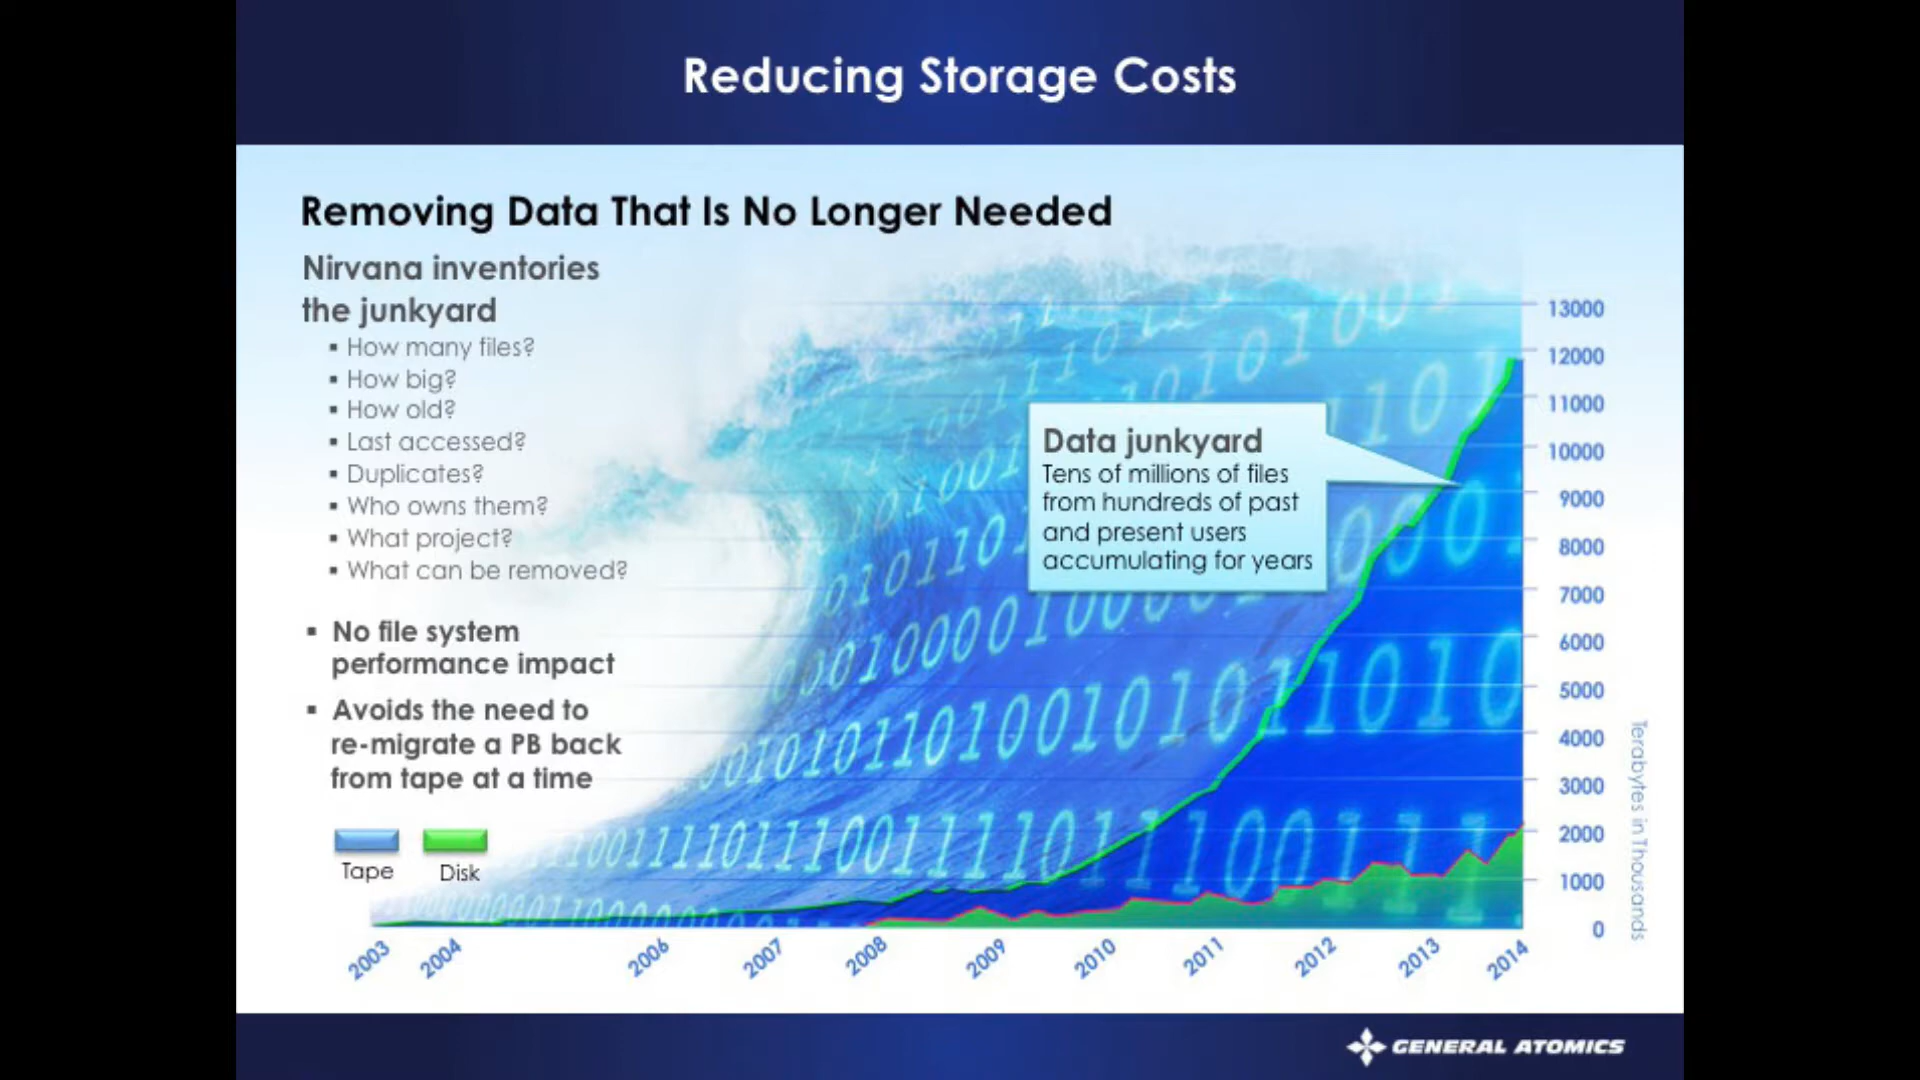 Reducing Storage Costs
Removing Data That Is No Longer Needed
Nirvana inventories
the junkyard
▪ How many files?
▪ How big?
▪ How old?
▪ Last accessed?
▪ Duplicates?
▪ Who owns them?
▪ What project?
▪ What can be removed?
▪ No file system
performance impact
▪ Avoids the need to
re-migrate a PB back
from tape at a time
Tape
Disk
Data junkyard
Tens of millions of files
from hundreds of past
and present users
accumulating for years
13000
12000
11000
10000
9000
8000
7000
6000
5000
4000
3000
2000
1000
0
Terabytes in Thousands
2003
2004
2006
2007
2008
2009
2010
2011
2012
2013
2014
GENERAL ATOMICS